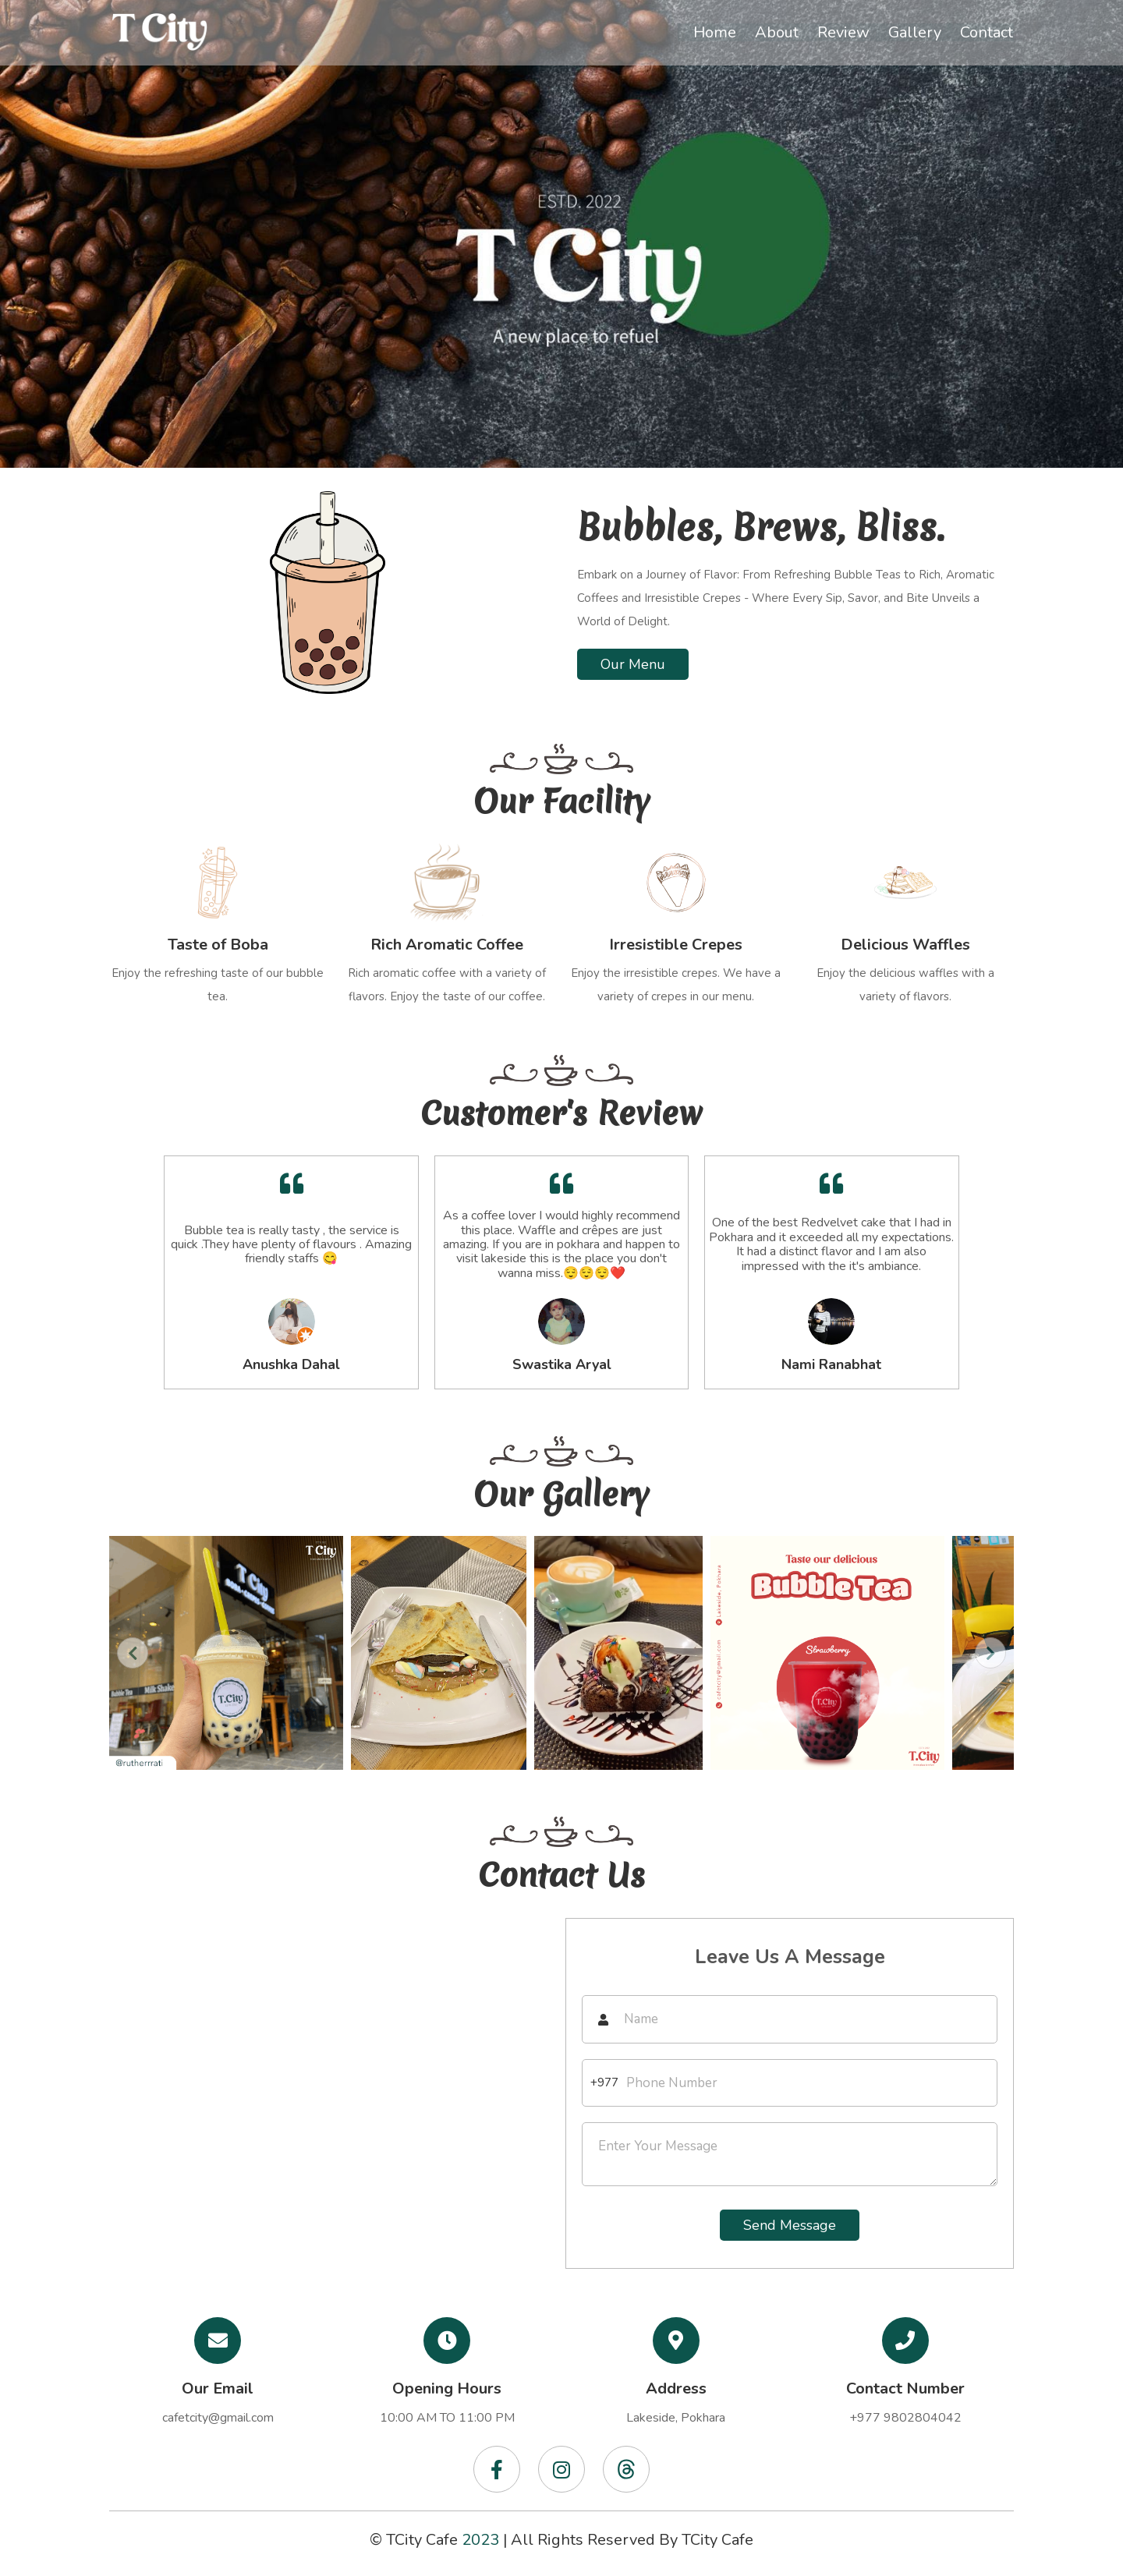 T City
Home About Review Gallery Contact
ESTD. 2022
T City
A new place to refuel
Bubbles, Brews, Bliss.
Embark on a Journey of Flavor: From Refreshing Bubble Teas to Rich, Aromatic
Coffees and Irresistible Crepes - Where Every Sip, Savor, and Bite Unveils a
World of Delight.
Our Menu
Our Facility
Taste of Boba
Enjoy the refreshing taste of our bubble
tea.
Rich Aromatic Coffee
Rich aromatic coffee with a variety of
flavors. Enjoy the taste of our coffee.
Irresistible Crepes
Enjoy the irresistible crepes. We have a
variety of crepes in our menu.
Delicious Waffles
Enjoy the delicious waffles with a
variety of flavors.
Customer's Review
Bubble tea is really tasty , the service is
quick .They have plenty of flavours . Amazing
friendly staffs 😋
Anushka Dahal
As a coffee lover I would highly recommend
this place. Waffle and crêpes are just
amazing. If you are in pokhara and happen to
visit lakeside this is the place you don't
wanna miss.😌😌😌❤️
Swastika Aryal
One of the best Redvelvet cake that I had in
Pokhara and it exceeded all my expectations.
It had a distinct flavor and I am also
impressed with the it's ambiance.
Nami Ranabhat
Our Gallery
T City
T City
Bubble Tea
Milk Shake
T.City
@rutherrrati
Taste our delicious
Bubble Tea
Lakeside, Pokhara
cafetcity@gmail.com
Strawberry
T.City
T.City
Contact Us
Leave Us A Message
Name
+977 Phone Number
Enter Your Message
Send Message
Our Email
cafetcity@gmail.com
Opening Hours
10:00 AM TO 11:00 PM
Address
Lakeside, Pokhara
Contact Number
+977 9802804042
© TCity Cafe 2023 | All Rights Reserved By TCity Cafe